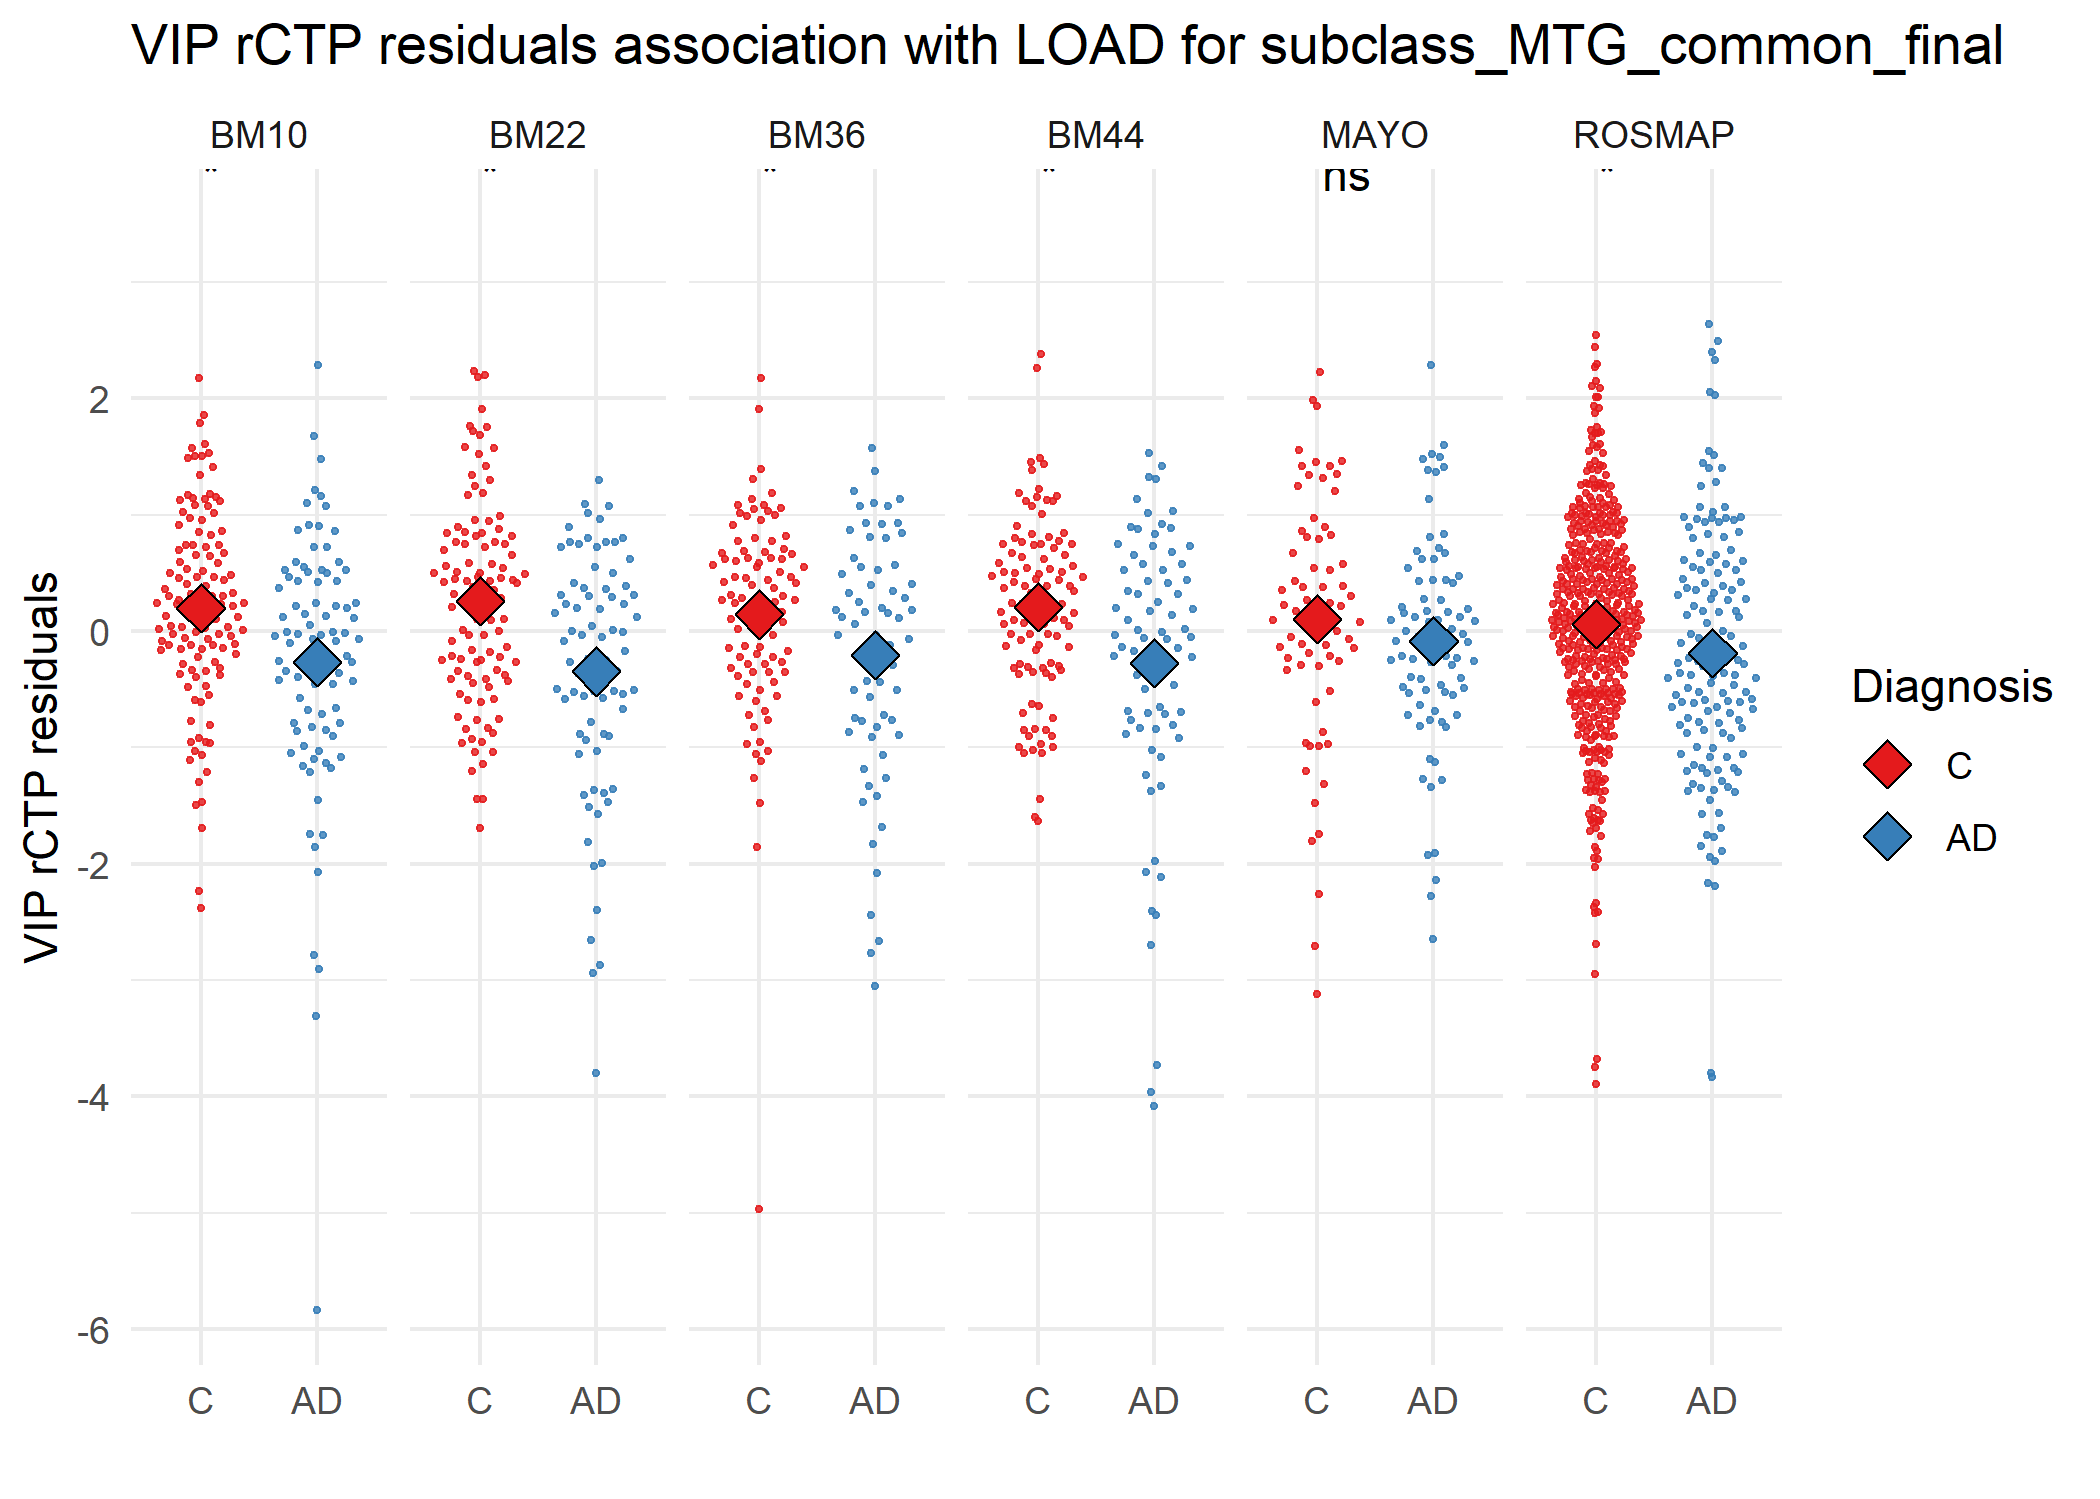 VIP rCTP residuals association with LOAD for subclass_MTG_common_final
BM10 BM22 BM36 BM44 MAYO ROSMAP
* * * * ns *
VIP rCTP residuals
2
0
-2
-4
-6
C AD C AD C AD C AD C AD C AD
Diagnosis
C
AD